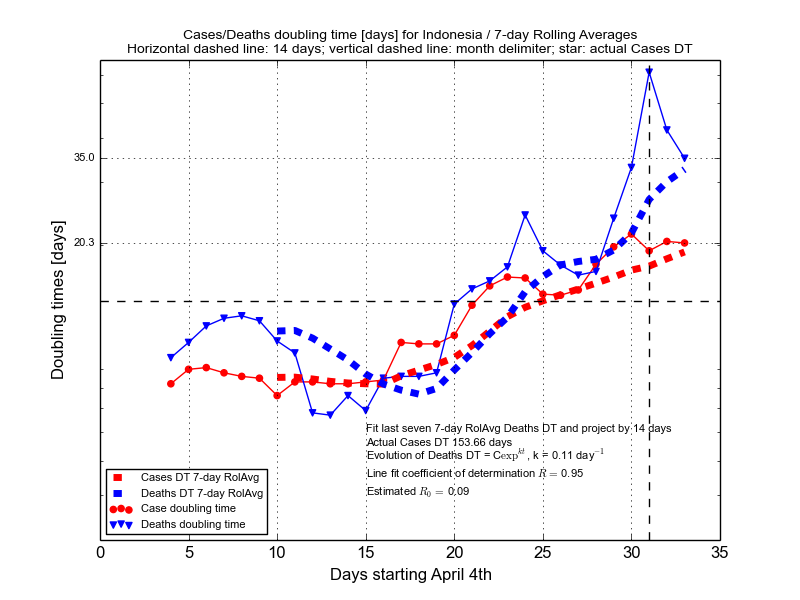 Cases/Deaths doubling time [days] for Indonesia / 7-day Rolling Averages
Horizontal dashed line: 14 days; vertical dashed line: month delimiter; star: actual Cases DT
35.0
20.3
Doubling times [days]
Fit last seven 7-day RolAvg Deaths DT and project by 14 days
Actual Cases DT 153.66 days
Evolution of Deaths DT = Cexp^{kt}, k = 0.11 day^{-1}
Line fit coefficient of determination R = 0.95
Estimated R_0 = 0.09
Cases DT 7-day RolAvg
Deaths DT 7-day RolAvg
Case doubling time
Deaths doubling time
0 5 10 15 20 25 30 35
Days starting April 4th